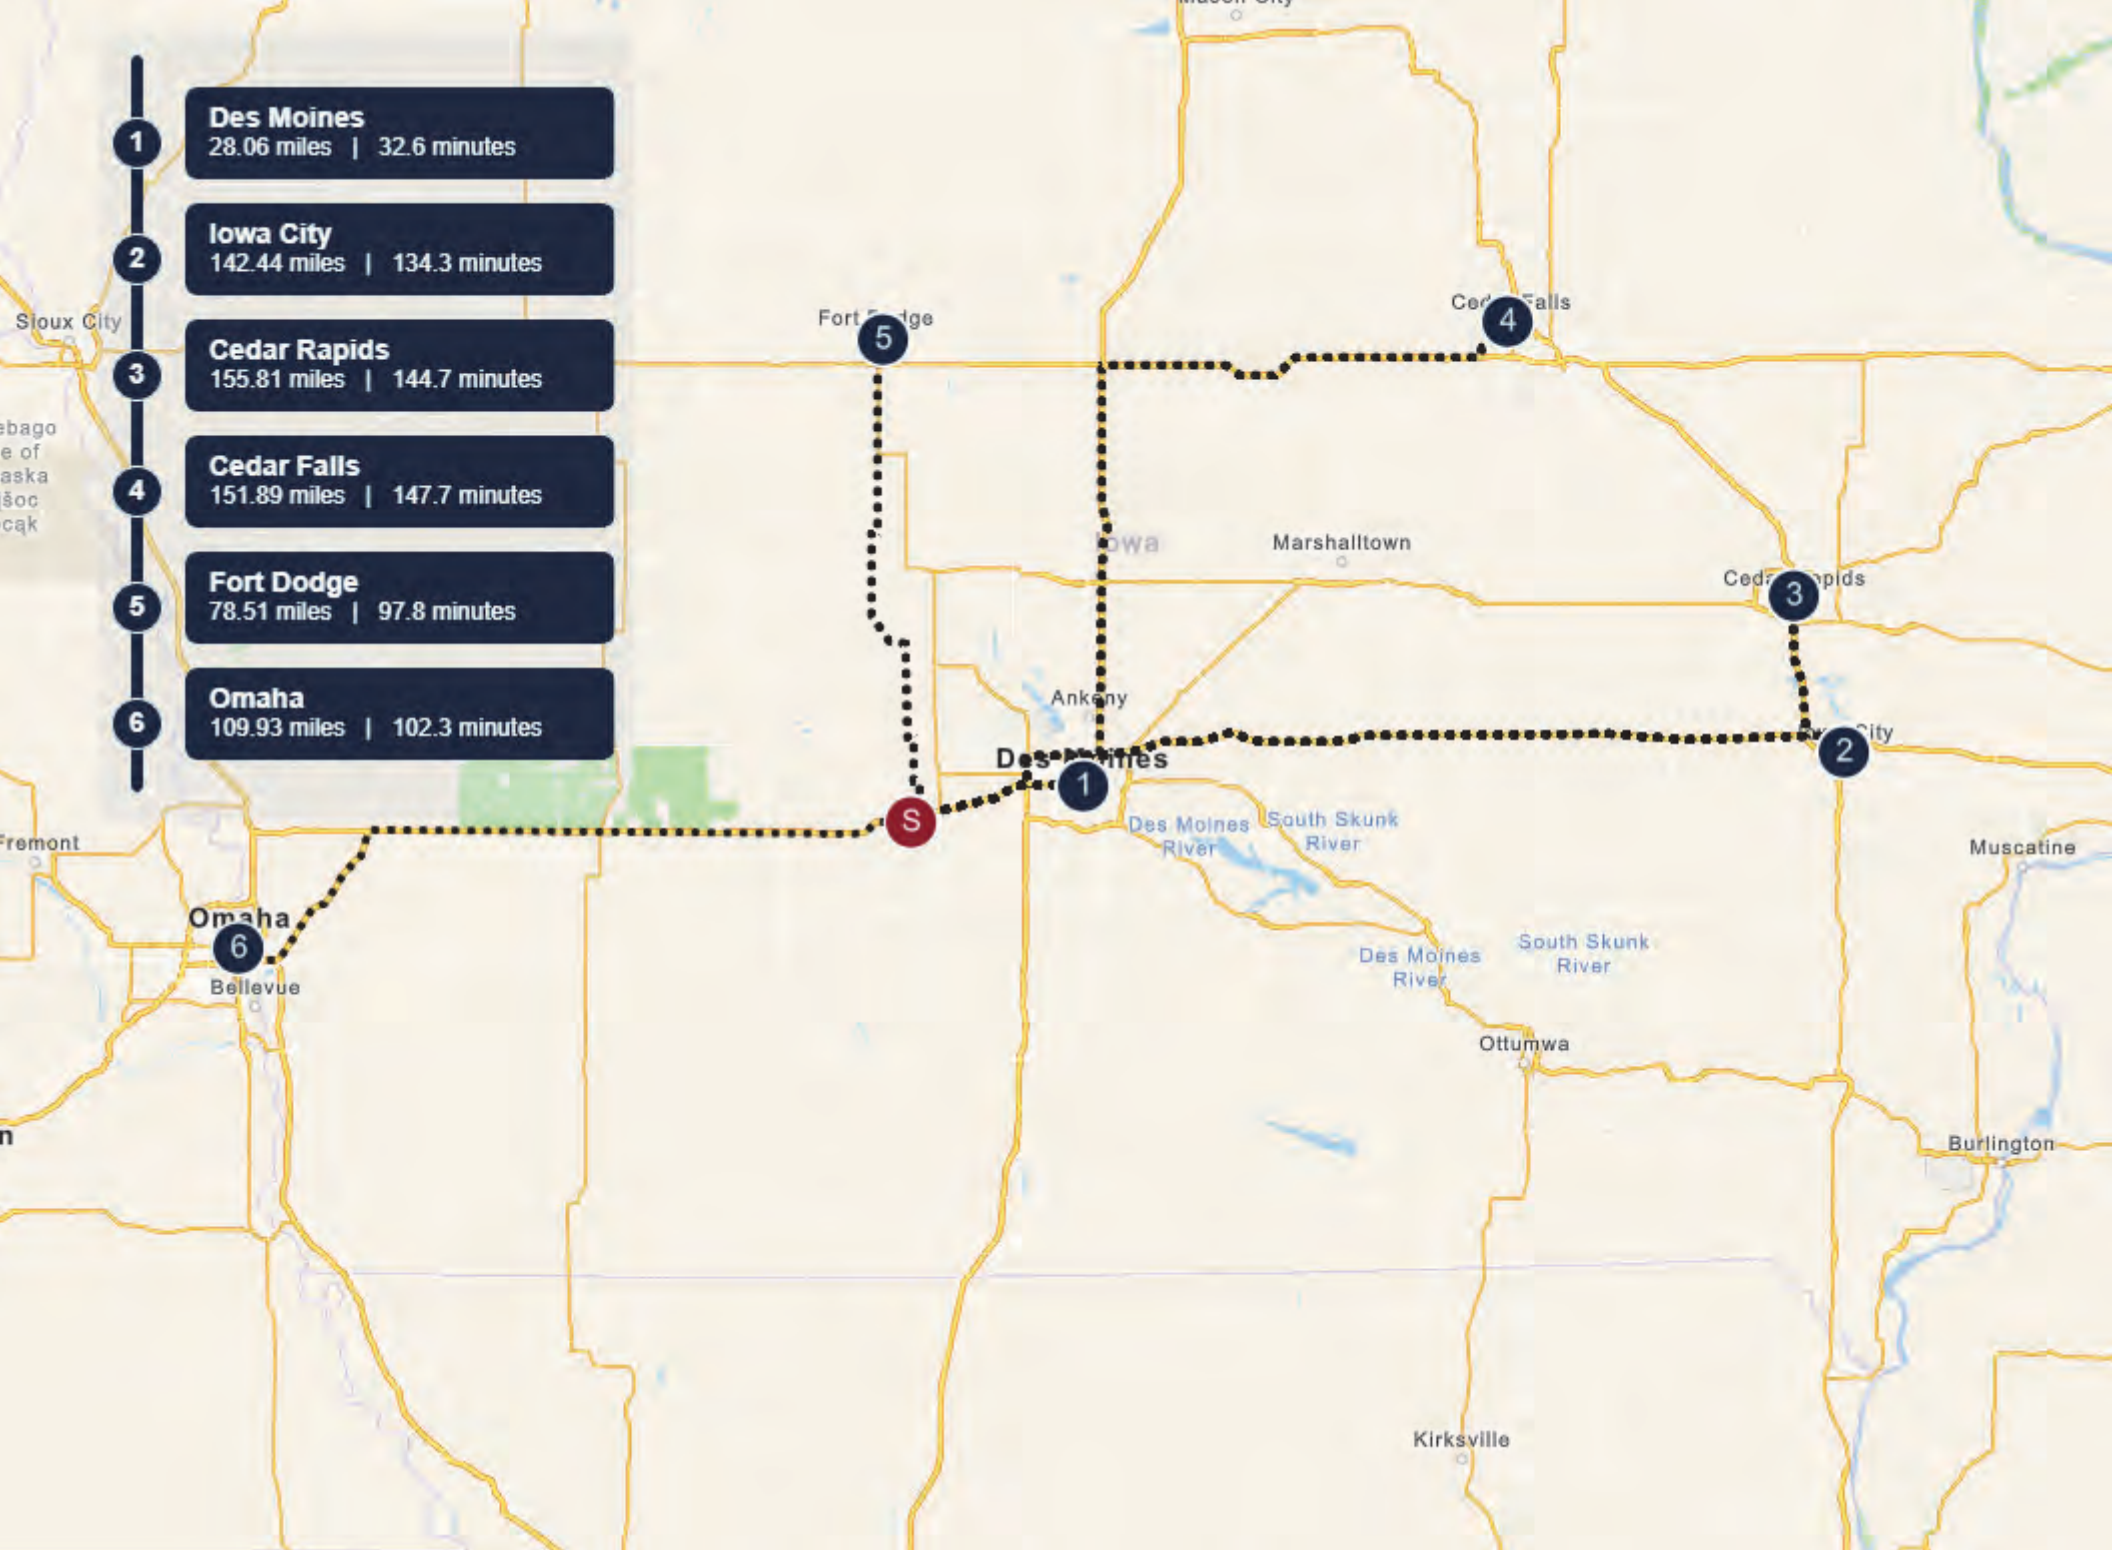 1
Des Moines
28.06 miles | 32.6 minutes
2
Iowa City
142.44 miles | 134.3 minutes
3
Cedar Rapids
155.81 miles | 144.7 minutes
4
Cedar Falls
151.89 miles | 147.7 minutes
5
Fort Dodge
78.51 miles | 97.8 minutes
6
Omaha
109.93 miles | 102.3 minutes
Sioux City
Fort
5
Falls
4
Iowa
Marshalltown
3
Ankeny
Des
1
City
2
S
Des Moines
River
South Skunk
River
Fremont
Muscatine
Omaha
6
Bellevue
Des Moines
River
South Skunk
River
Ottumwa
Burlington
Kirksville